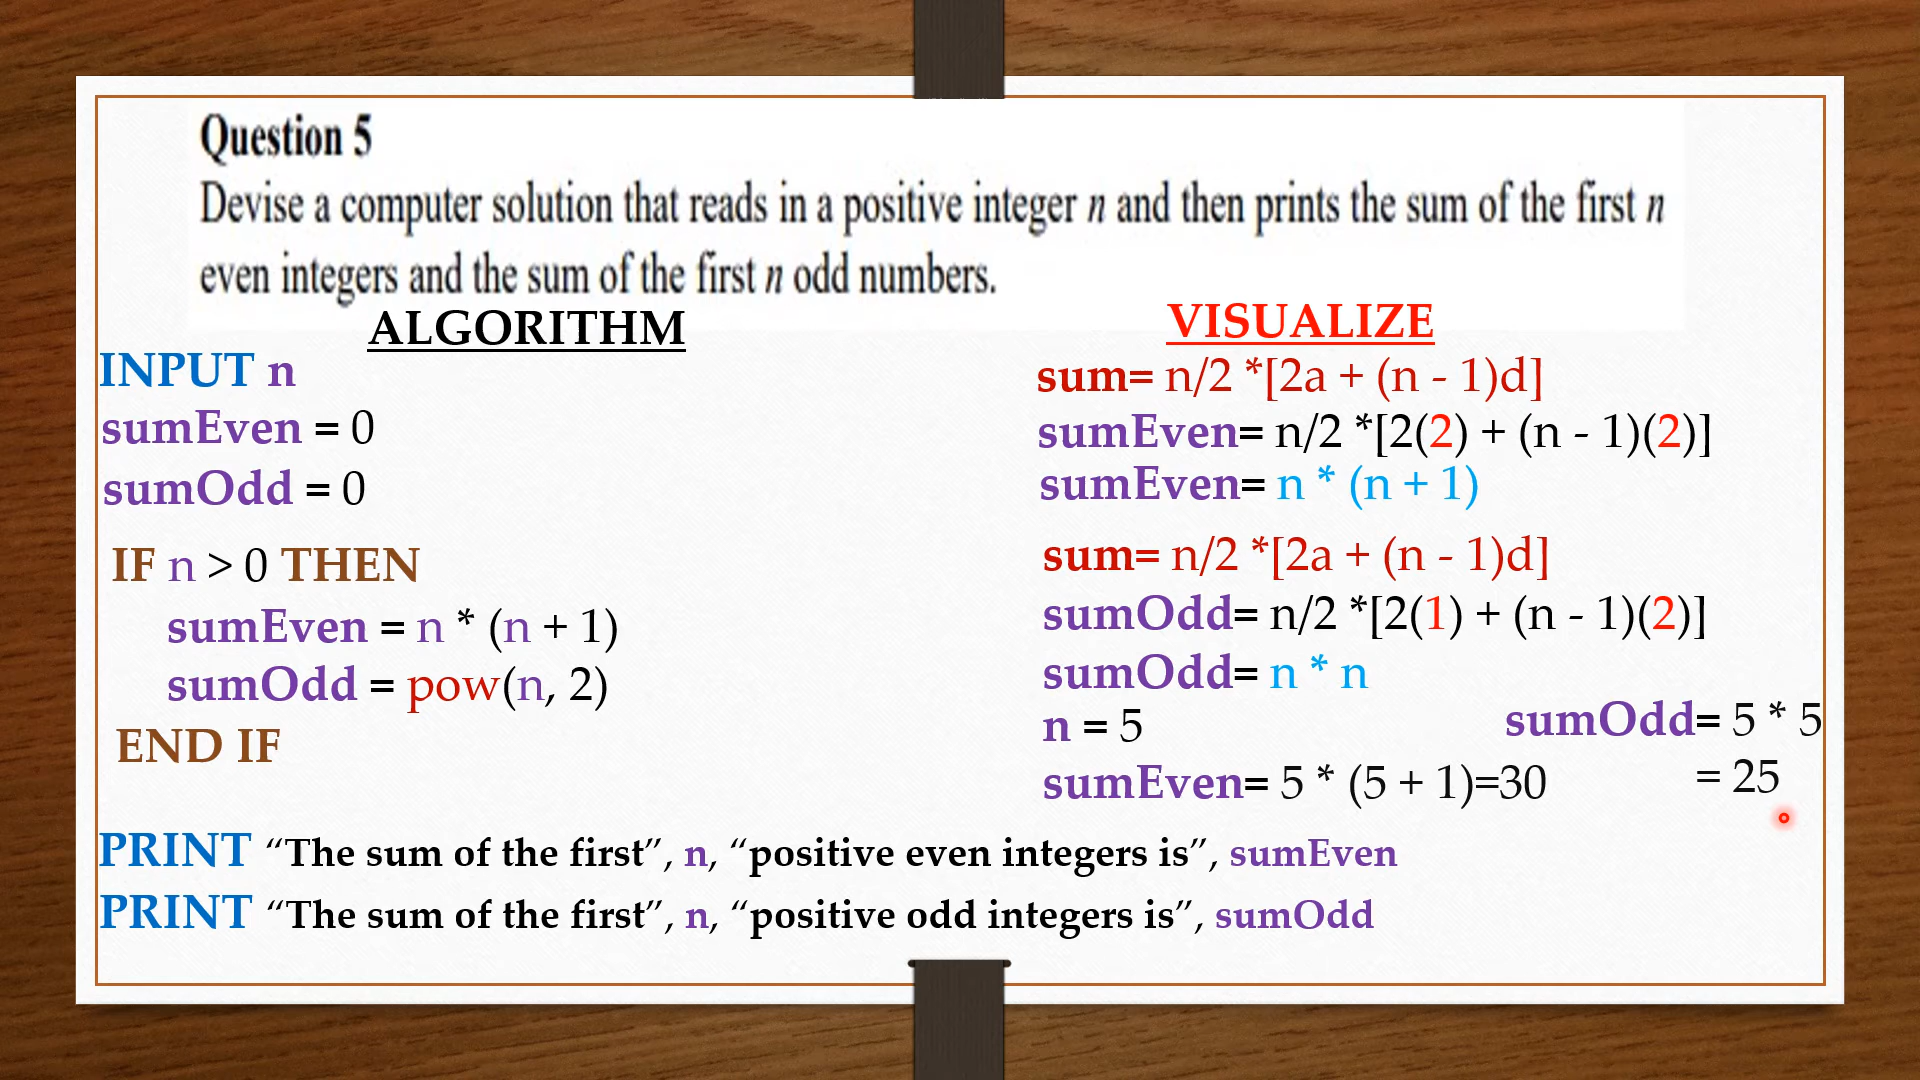 Question 5
Devise a computer solution that reads in a positive integer n and then prints the sum of the first n
even integers and the sum of the first n odd numbers.
ALGORITHM
INPUT n
sumEven = 0
sumOdd = 0
IF n > 0 THEN
sumEven = n * (n + 1)
sumOdd = pow(n, 2)
END IF
VISUALIZE
sum= n/2 *[2a + (n - 1)d]
sumEven= n/2 *[2(2) + (n - 1)(2)]
sumEven= n * (n + 1)
sum= n/2 *[2a + (n - 1)d]
sumOdd= n/2 *[2(1) + (n - 1)(2)]
sumOdd= n * n
n = 5
sumEven= 5 * (5 + 1)=30
sumOdd= 5 * 5
= 25
PRINT “The sum of the first”, n, “positive even integers is”, sumEven
PRINT “The sum of the first”, n, “positive odd integers is”, sumOdd